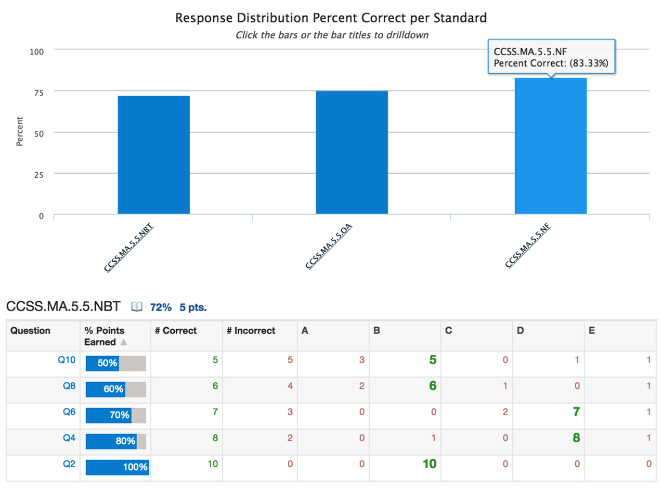 Response Distribution Percent Correct per Standard
Click the bars or the bar titles to drilldown
CCSS.MA.5.5.NF
Percent Correct: (83.33%)
100
75
50
25
0
Percent
CCSS.MA.5.5.NBT
CCSS.MA.5.5.OA
CCSS.MA.5.5.NF
CCSS.MA.5.5.NBT 72% 5 pts.
Question % Points Earned # Correct # Incorrect A B C D E
Q10 50% 5 5 3 5 0 1 1
Q8 60% 6 4 2 6 1 0 1
Q6 70% 7 3 0 0 2 7 1
Q4 80% 8 2 0 1 0 8 1
Q2 100% 10 0 0 10 0 0 0